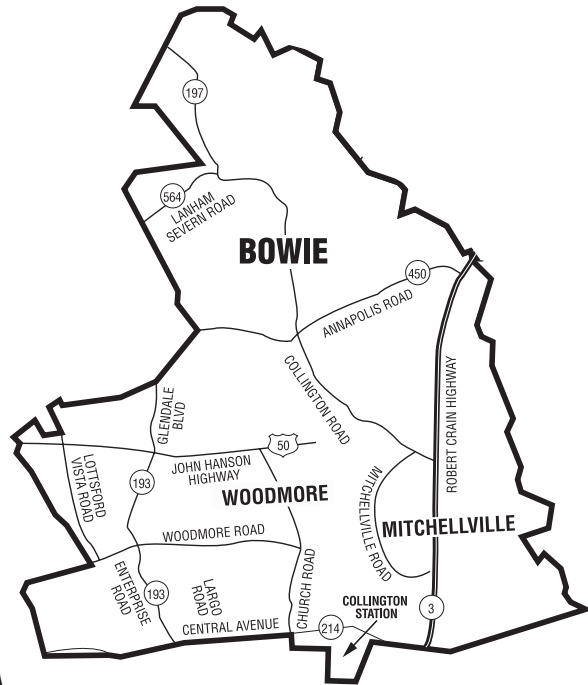 197
564
LANHAM
SEVERN ROAD
BOWIE
450
ANNAPOLIS ROAD
COLLINGTON ROAD
ROBERT CRAIN HIGHWAY
GLENDALE
BLVD
50
JOHN HANSON
HIGHWAY
LOTTSFORD
VISTA ROAD
193
WOODMORE
MITCHELLVILLE ROAD
MITCHELLVILLE
WOODMORE ROAD
ENTERPRISE
ROAD
193
LARGO
ROAD
CHURCH ROAD
COLLINGTON
STATION
3
CENTRAL AVENUE
214